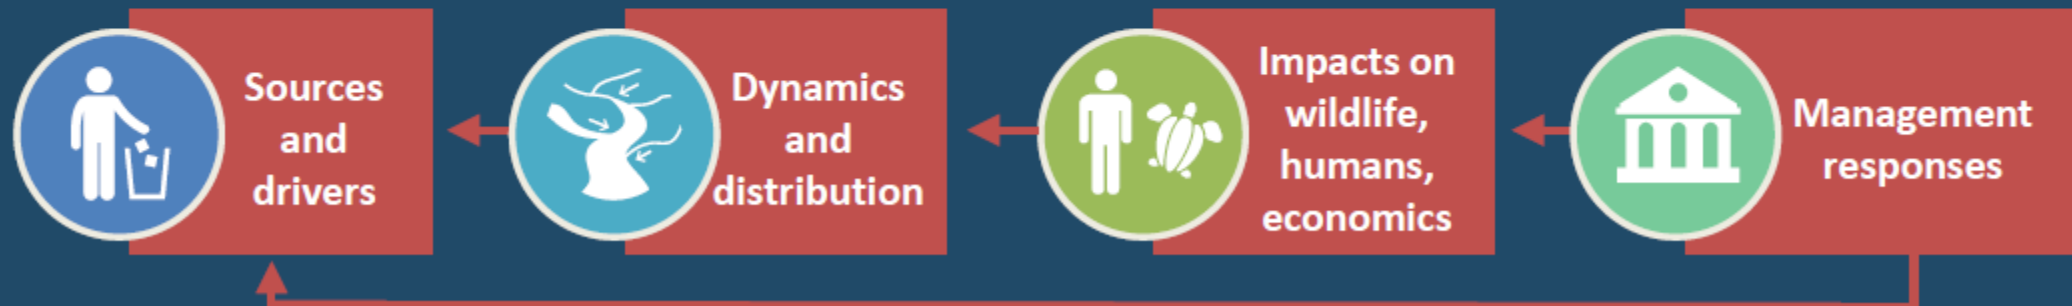 Sources
and
drivers
Dynamics
and
distribution
Impacts on
wildlife,
humans,
economics
Management
responses